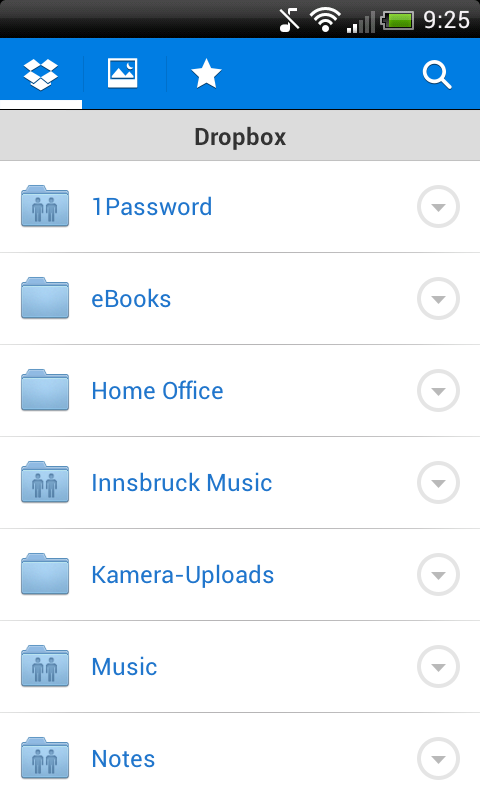 9:25
Dropbox
1Password
eBooks
Home Office
Innsbruck Music
Kamera-Uploads
Music
Notes